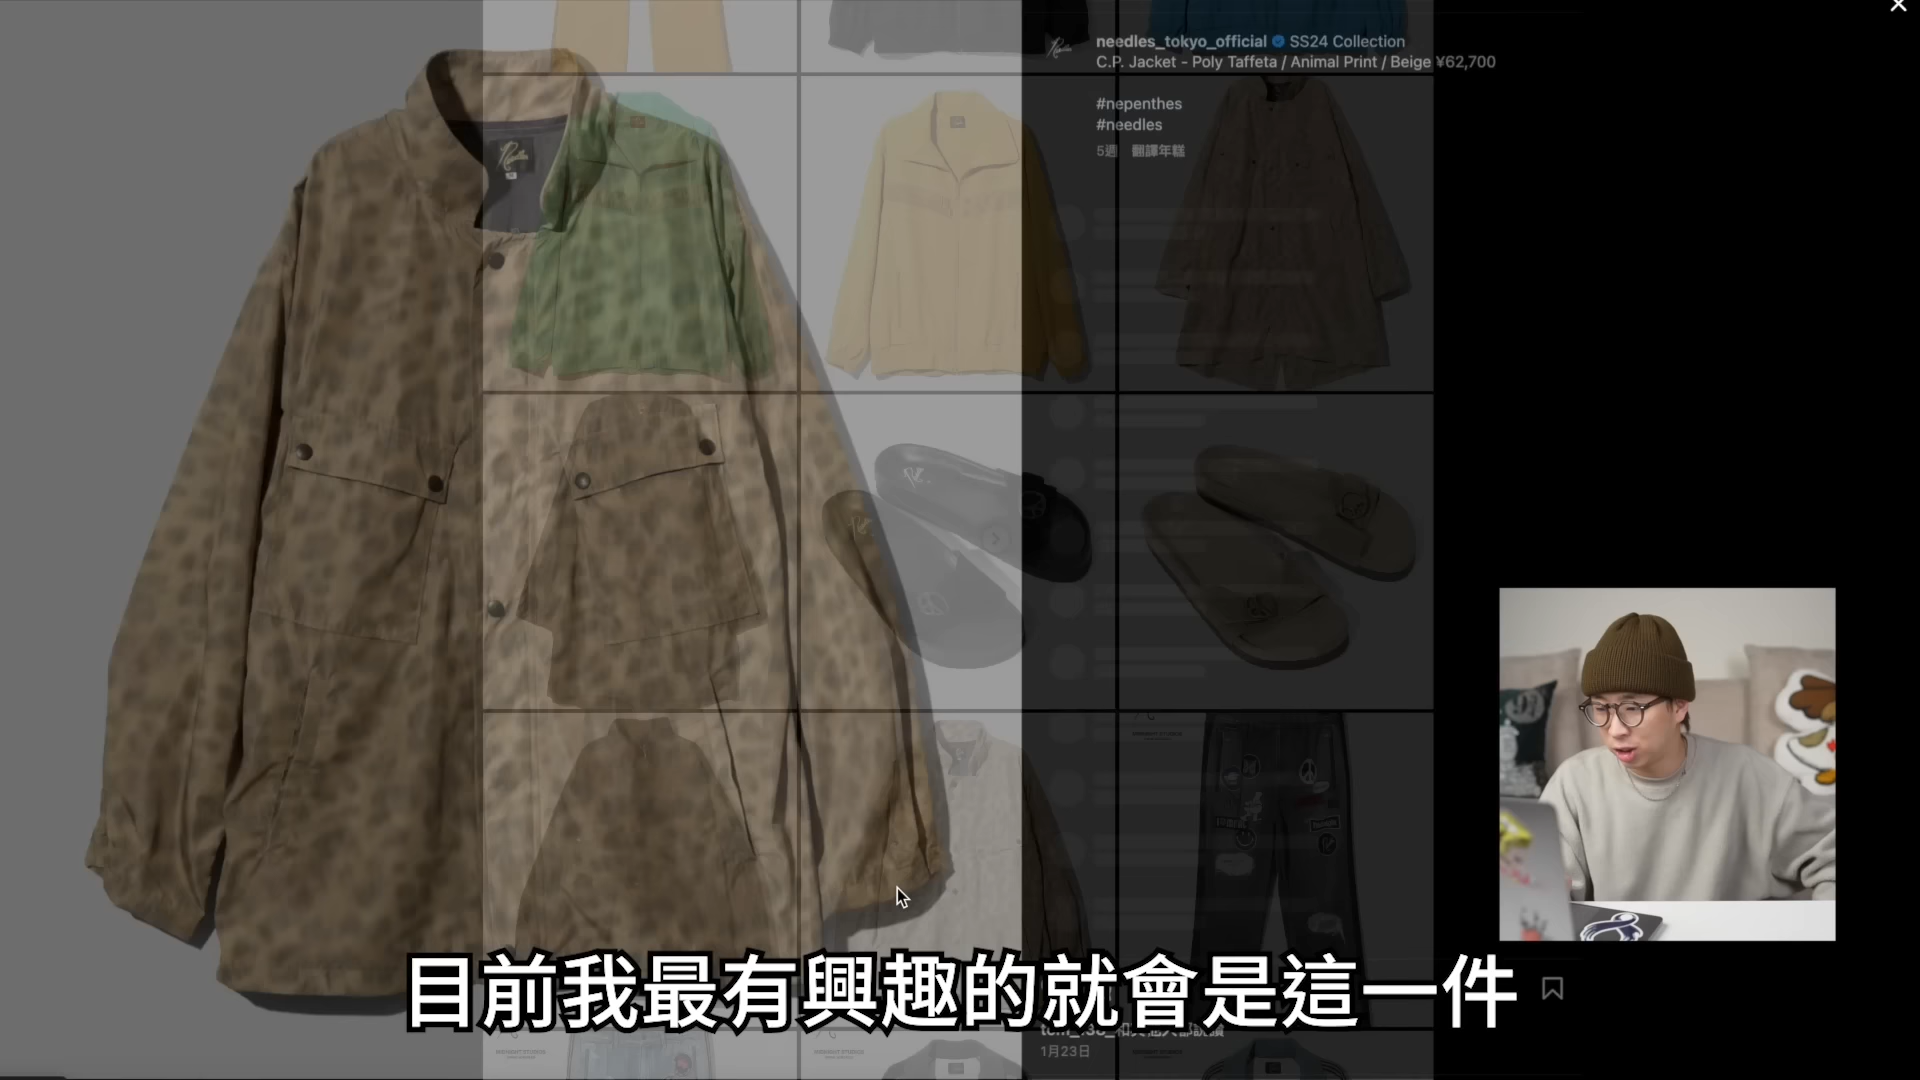 needles_tokyo_official SS24 Collection
C.P. Jacket - Poly Taffeta / Animal Print / Beige ¥62,700
#nepenthes
#needles
5週 翻譯年糕
Needles
目前我最有興趣的就會是這一件
1月23日